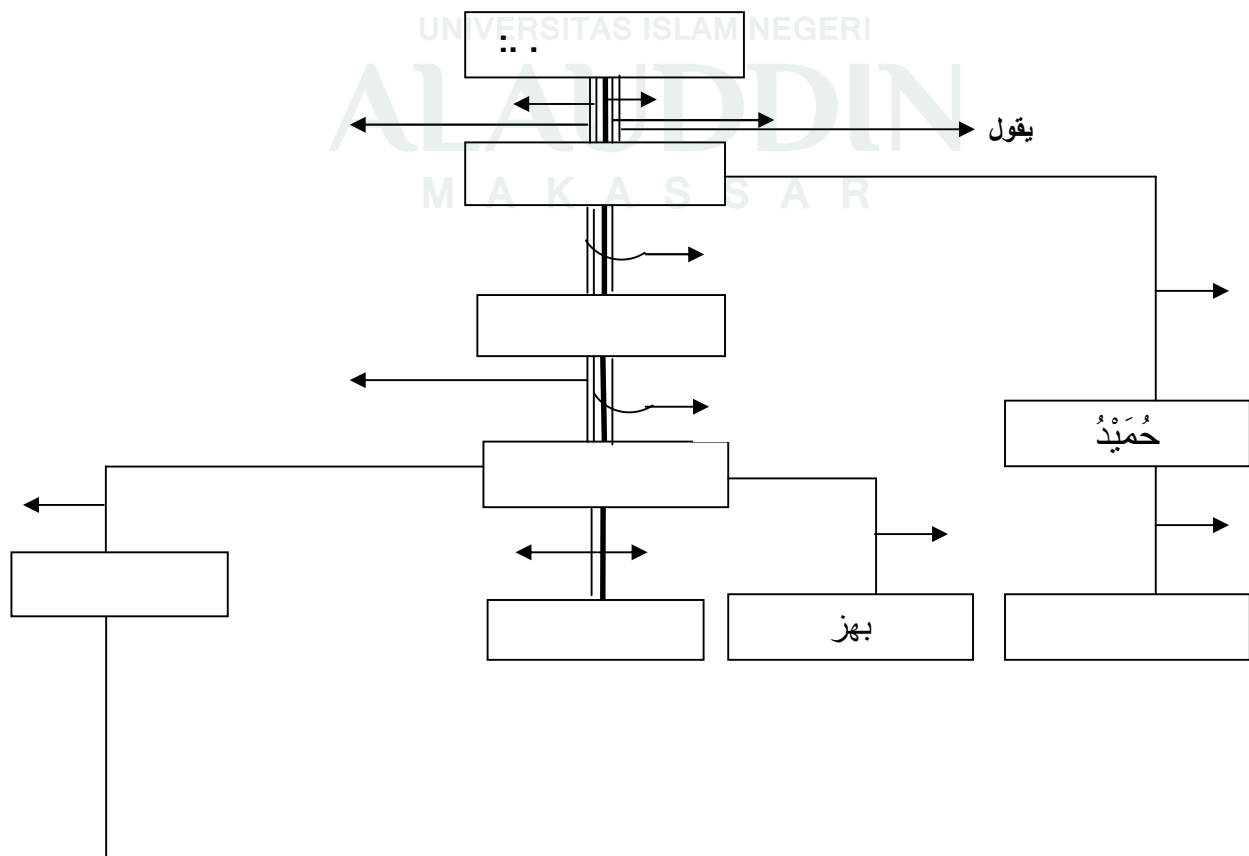 UNIVERSITAS ISLAM NEGERI
:. .
ALAUDDIN
يقول
MAKASSAR
حُمَيْدُ
بهز